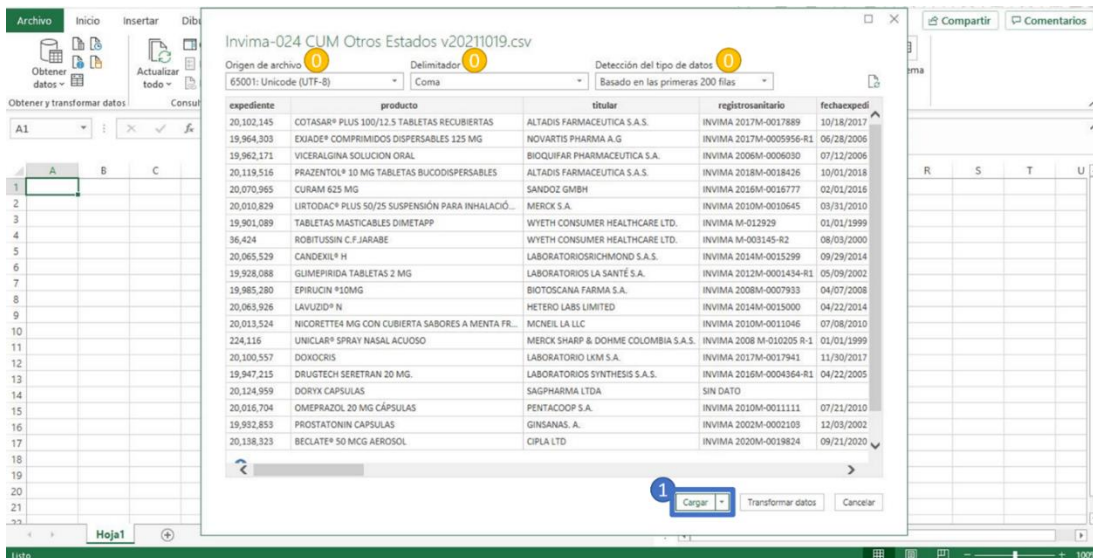 Archivo Inicio Insertar Dibu Compartir Comentarios
Obtener datos Actualizar todo
Obtener y transformar datos Consul
A1 fx
A B C R S T U
Invima-024 CUM Otros Estados v20211019.csv
Origen de archivo 0 Delimitador 0 Detección del tipo de datos 0
65001: Unicode (UTF-8) Coma Basado en las primeras 200 filas
expediente producto titular registrosanitario fechaexpedi
20,102,145 COTASAR® PLUS 100/12.5 TABLETAS RECUBIERTAS ALTADIS FARMACEUTICA S.A.S. INVIMA 2017M-0017889 10/18/2017
19,964,303 EXJADE® COMPRIMIDOS DISPERSABLES 125 MG NOVARTIS PHARMA A.G INVIMA 2017M-0005956-R1 06/28/2006
19,962,171 VICERALGINA SOLUCION ORAL BIOQUIFAR PHARMACEUTICA S.A. INVIMA 2006M-0006030 07/12/2006
20,119,516 PRAZENTOL® 10 MG TABLETAS BUCODISPERSABLES ALTADIS FARMACEUTICA S.A.S. INVIMA 2018M-0018426 10/01/2018
20,070,965 CURAM 625 MG SANDOZ GMBH INVIMA 2016M-0016777 02/01/2016
20,010,829 LIRTODAC® PLUS 50/25 SUSPENSIÓN PARA INHALACIÓ... MERCK S.A. INVIMA 2010M-0010645 03/31/2010
19,901,089 TABLETAS MASTICABLES DIMETAPP WYETH CONSUMER HEALTHCARE LTD. INVIMA M-012929 01/01/1999
36,424 ROBITUSSIN C.F.JARABE WYETH CONSUMER HEALTHCARE LTD. INVIMA M-003145-R2 08/03/2000
20,065,529 CANDEXIL® H LABORATORIOSRICHMOND S.A.S. INVIMA 2014M-0015299 09/29/2014
19,928,088 GLIMEPIRIDA TABLETAS 2 MG LABORATORIOS LA SANTÉ S.A. INVIMA 2012M-0001434-R1 05/09/2002
19,985,280 EPIRUCIN ®10MG BIOTOSCANA FARMA S.A. INVIMA 2008M-0007933 04/07/2008
20,063,926 LAVUZID® N HETERO LABS LIMITED INVIMA 2014M-0015000 04/22/2014
20,013,524 NICORETTE4 MG CON CUBIERTA SABORES A MENTA FR... MCNEIL LA LLC INVIMA 2010M-0011046 07/08/2010
224,116 UNICLAR® SPRAY NASAL ACUOSO MERCK SHARP & DOHME COLOMBIA S.A.S. INVIMA 2008 M-010205 R-1 01/01/1999
20,100,557 DOXOCRIS LABORATORIO LKM S.A. INVIMA 2017M-0017941 11/30/2017
19,947,215 DRUGTECH SERETRAN 20 MG. LABORATORIOS SYNTHESIS S.A.S. INVIMA 2016M-0004364-R1 04/22/2005
20,124,959 DORYX CAPSULAS SAGPHARMA LTDA SIN DATO
20,016,704 OMEPRAZOL 20 MG CÁPSULAS PENTACOOP S.A. INVIMA 2010M-0011111 07/21/2010
19,932,853 PROSTATONIN CAPSULAS GINSANAS. A. INVIMA 2002M-0002103 12/03/2002
20,138,323 BECLATE® 50 MCG AEROSOL CIPLA LTD INVIMA 2020M-0019824 09/21/2020
1 Cargar Transformar datos Cancelar
1
2
3
4
5
6
7
8
9
10
11
12
13
14
15
16
17
18
19
20
21
Hoja1
Listo 100%